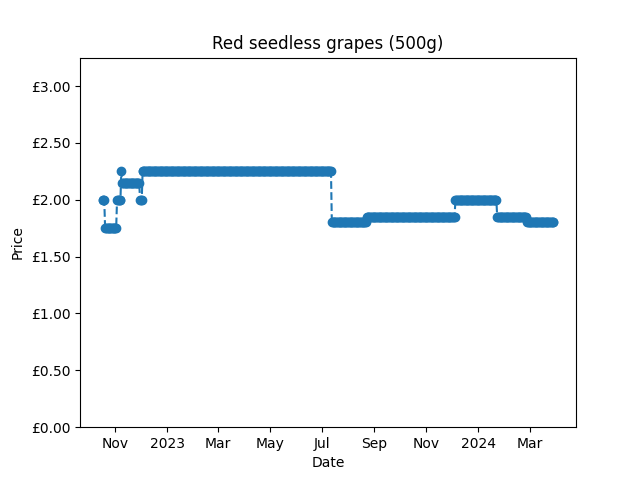 Red seedless grapes (500g)
£3.00
£2.50
£2.00
£1.50
£1.00
£0.50
£0.00
Price
Nov 2023 Mar May Jul Sep Nov 2024 Mar
Date